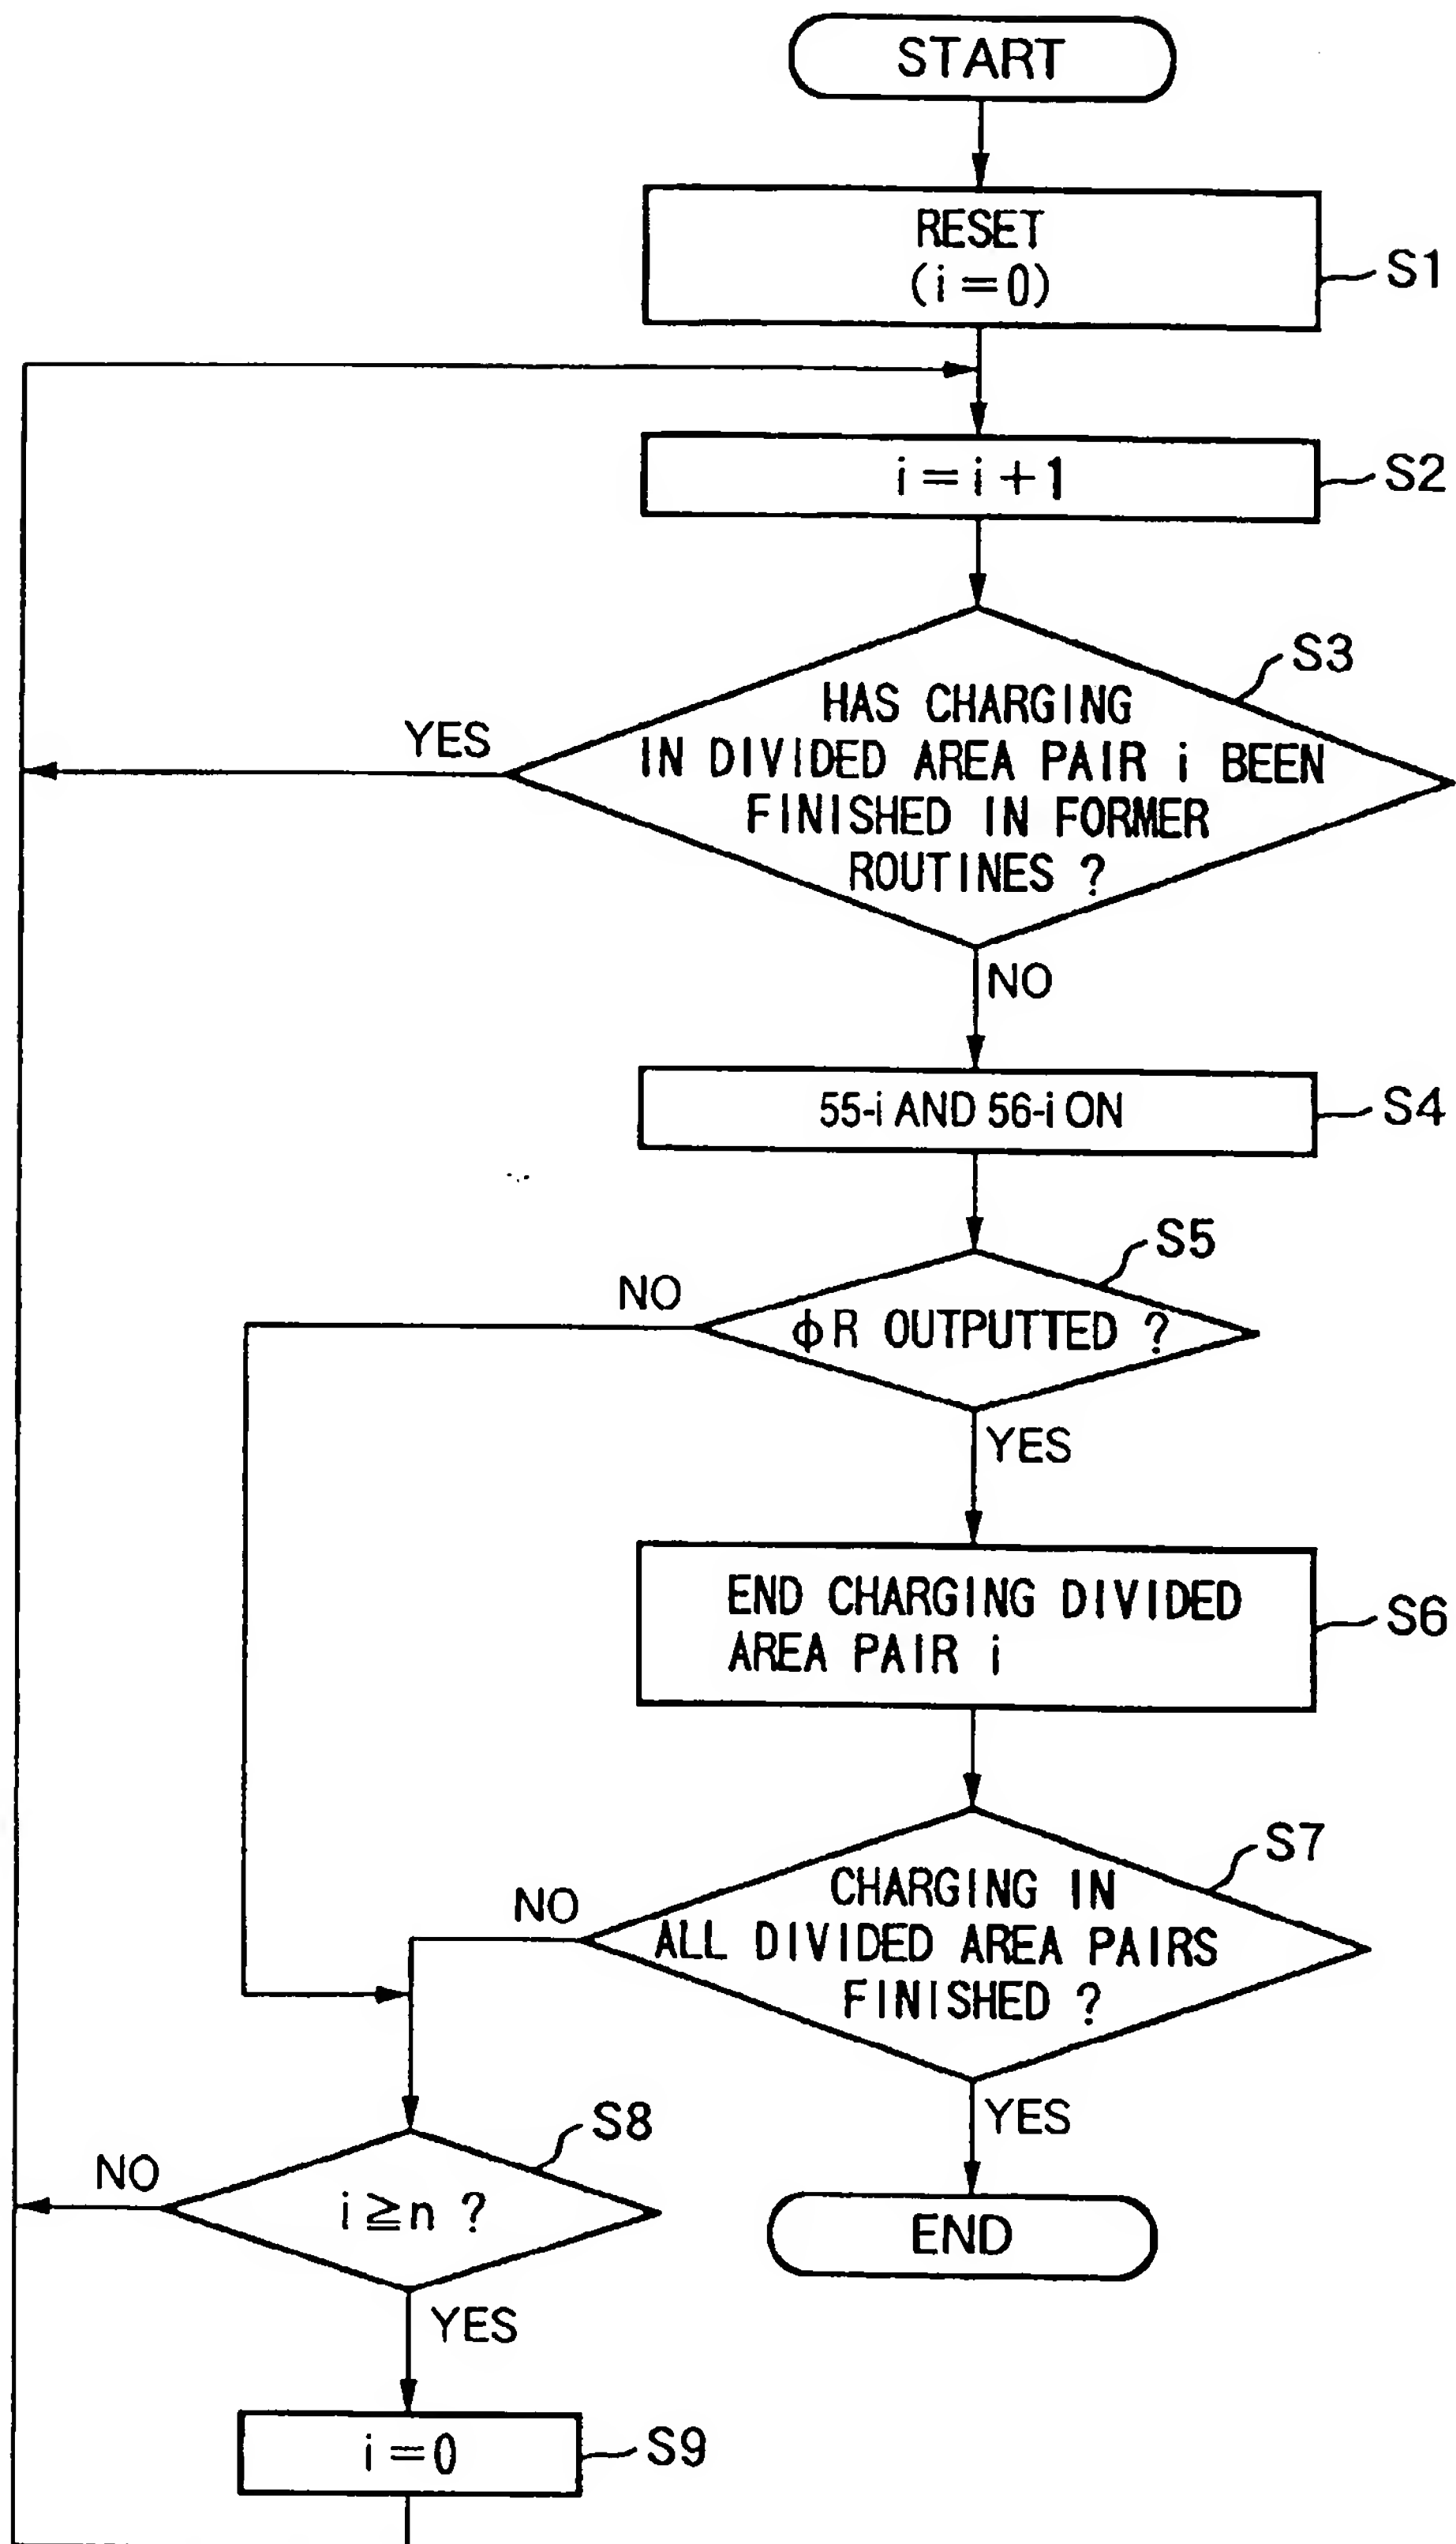 START
RESET
(i=0)
S1
i=i+1
S2
S3
HAS CHARGING
IN DIVIDED AREA PAIR i BEEN
FINISHED IN FORMER
ROUTINES ?
YES
NO
55-i AND 56-i ON
S4
S5
NO
ϕR OUTPUTTED ?
YES
END CHARGING DIVIDED
AREA PAIR i
S6
S7
NO
CHARGING IN
ALL DIVIDED AREA PAIRS
FINISHED ?
YES
S8
NO
i≧n ?
END
YES
i=0
S9